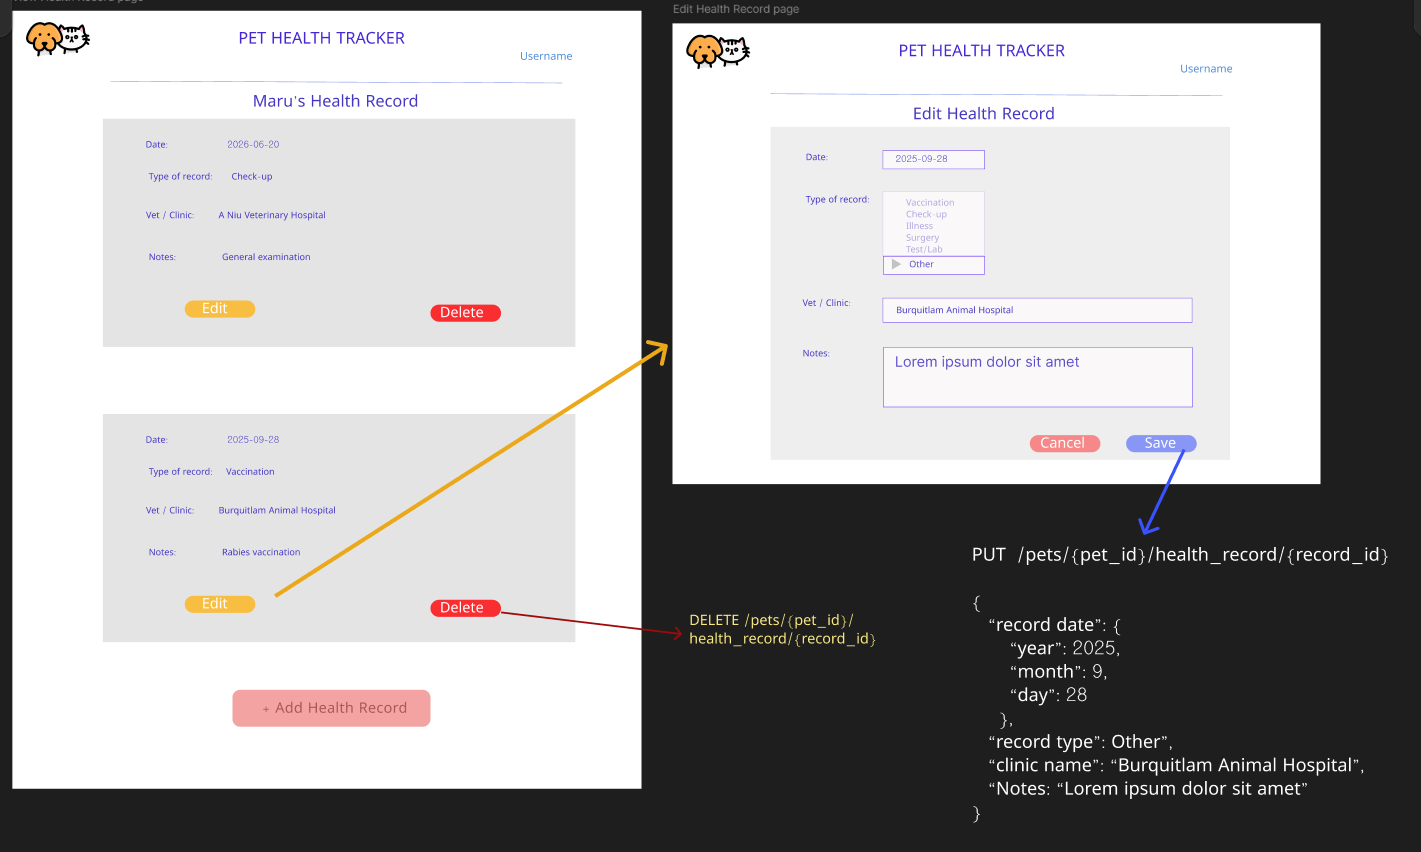 View Health Record page
PET HEALTH TRACKER
Username
Maru's Health Record
Date: 2026-06-20
Type of record: Check-up
Vet / Clinic: A Niu Veterinary Hospital
Notes: General examination
Edit Delete
Date: 2025-09-28
Type of record: Vaccination
Vet / Clinic: Burquitlam Animal Hospital
Notes: Rabies vaccination
Edit Delete
+ Add Health Record
Edit Health Record page
PET HEALTH TRACKER
Username
Edit Health Record
Date: 2025-09-28
Type of record:
Vaccination
Check-up
Illness
Surgery
Test/Lab
Other
Vet / Clinic: Burquitlam Animal Hospital
Notes: Lorem ipsum dolor sit amet
Cancel Save
DELETE /pets/{pet_id}/
health_record/{record_id}
PUT /pets/{pet_id}/health_record/{record_id}
{
“record date”: {
“year”: 2025,
“month”: 9,
“day”: 28
},
“record type”: Other”,
“clinic name”: “Burquitlam Animal Hospital”,
“Notes: “Lorem ipsum dolor sit amet”
}